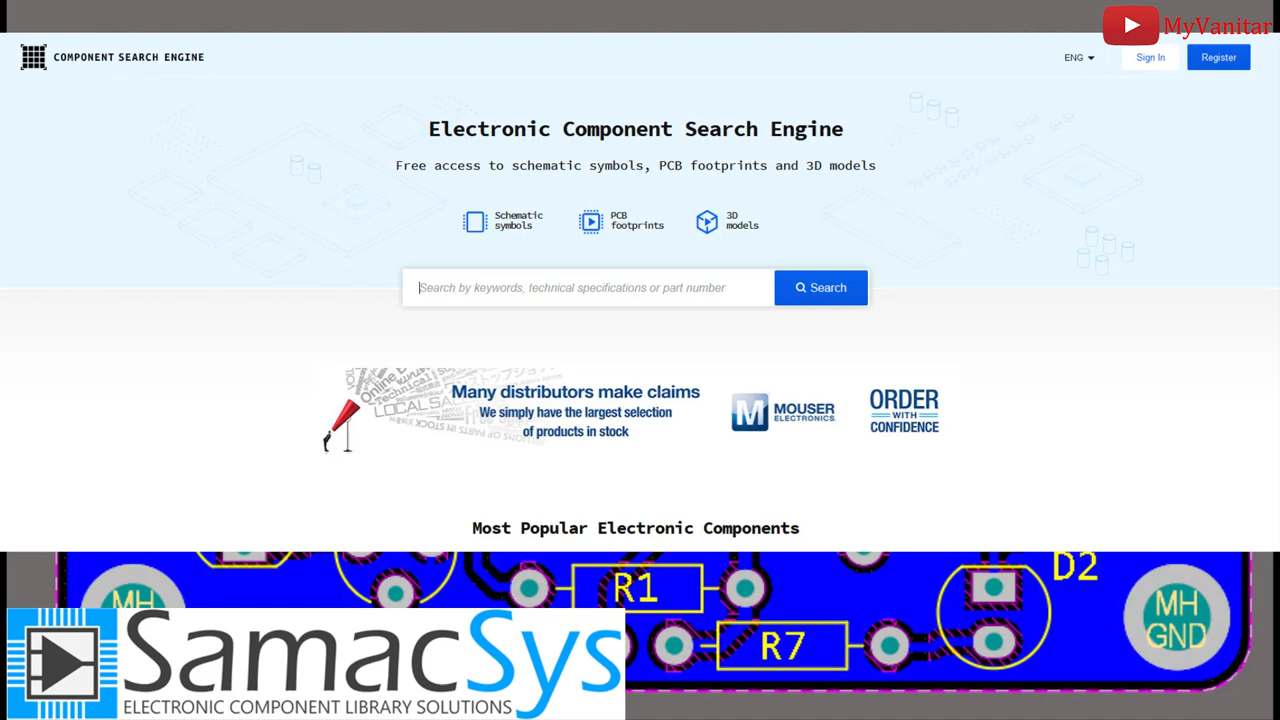 MyVanitar
COMPONENT SEARCH ENGINE
ENG
Sign In
Register
Electronic Component Search Engine
Free access to schematic symbols, PCB footprints and 3D models
Schematic
symbols
PCB
footprints
3D
models
Search by keywords, technical specifications or part number
Search
LOCAL SA
Many distributors make claims
We simply have the largest selection
of products in stock
M
MOUSER
ELECTRONICS
ORDER
WITH
CONFIDENCE
Most Popular Electronic Components
D2
R1
MH
MH
GND
R7
SamacSys
ELECTRONIC COMPONENT LIBRARY SOLUTIONS